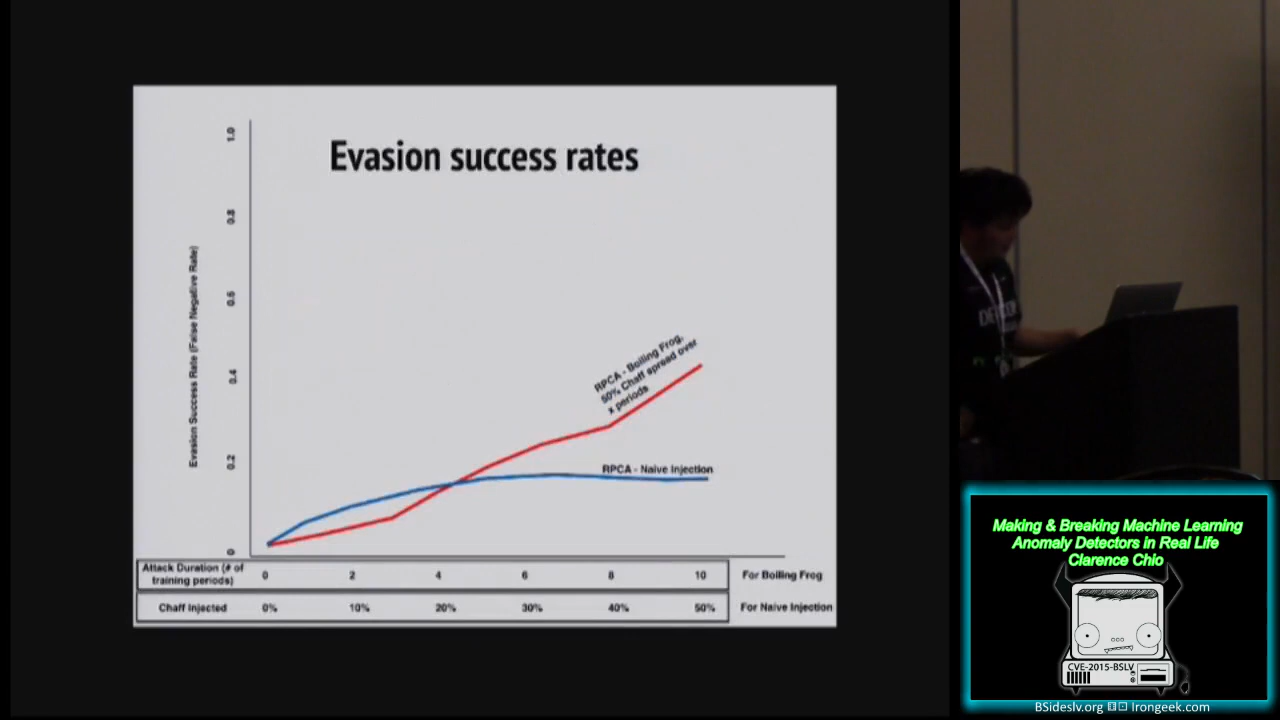 Evasion success rates
1.0
0.8
0.6
0.4
0.2
0
Evasion Success Rate (False Negative Rate)
RPCA - Boiling Frog,
50% Chaff spread over
x periods
RPCA - Naive Injection
Attack Duration (# of
training periods)
0 2 4 6 8 10 For Boiling Frog
Chaff Injected 0% 10% 20% 30% 40% 50% For Naive Injection
Making & Breaking Machine Learning
Anomaly Detectors in Real Life
Clarence Chio
CVE-2015-BSLV
BSideslv.org Irongeek.com